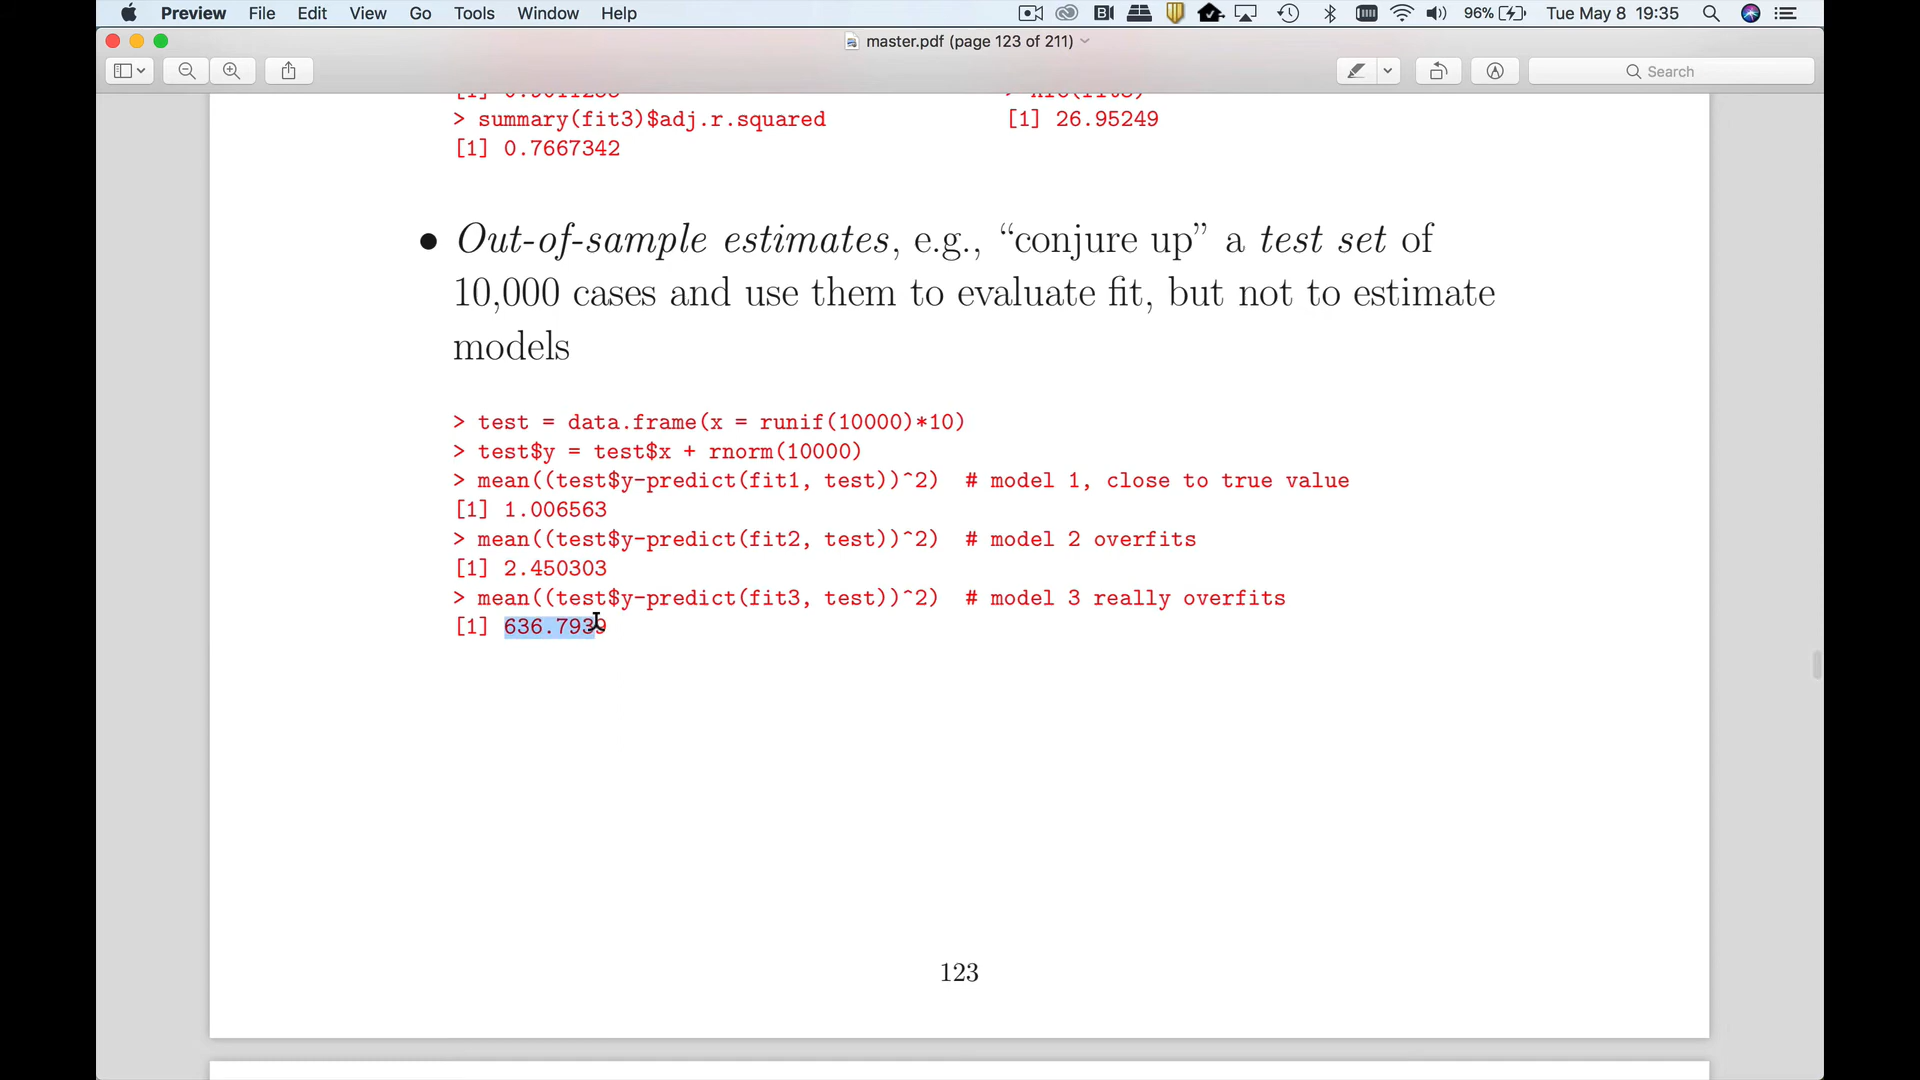 Preview File Edit View Go Tools Window Help 96% Tue May 8 19:35
master.pdf (page 123 of 211)
Search
> summary(fit3)$adj.r.squared [1] 26.95249
[1] 0.7667342
• Out-of-sample estimates, e.g., “conjure up” a test set of
10,000 cases and use them to evaluate fit, but not to estimate
models
> test = data.frame(x = runif(10000)*10)
> test$y = test$x + rnorm(10000)
> mean((test$y-predict(fit1, test))^2) # model 1, close to true value
[1] 1.006563
> mean((test$y-predict(fit2, test))^2) # model 2 overfits
[1] 2.450303
> mean((test$y-predict(fit3, test))^2) # model 3 really overfits
[1] 636.7939
123